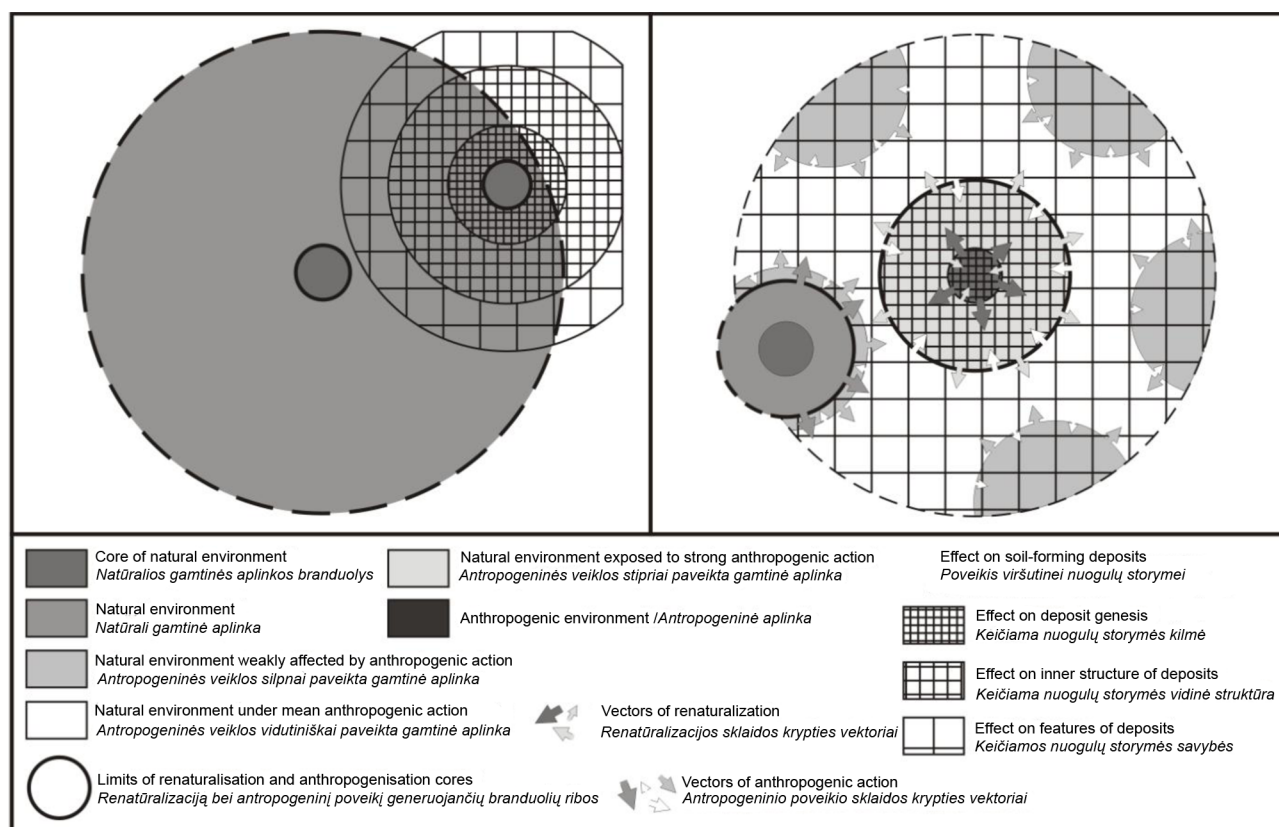 Core of natural environment
Natūralios gamtinės aplinkos branduolys
Natural environment
Natūrali gamtinė aplinka
Natural environment weakly affected by anthropogenic action
Antropogeninės veiklos silpnai paveikta gamtinė aplinka
Natural environment under mean anthropogenic action
Antropogeninės veiklos vidutiniškai paveikta gamtinė aplinka
Limits of renaturalisation and anthropogenisation cores
Renatūralizaciją bei antropogeninį poveikį generuojančių branduolių ribos
Natural environment exposed to strong anthropogenic action
Antropogeninės veiklos stipriai paveikta gamtinė aplinka
Anthropogenic environment /Antropogeninė aplinka
Vectors of renaturalization
Renatūralizacijos sklaidos krypties vektoriai
Vectors of anthropogenic action
Antropogeninio poveikio sklaidos krypties vektoriai
Effect on soil-forming deposits
Poveikis viršutinei nuogulų storymei
Effect on deposit genesis
Keičiama nuogulų storymės kilmė
Effect on inner structure of deposits
Keičiama nuogulų storymės vidinė struktūra
Effect on features of deposits
Keičiamos nuogulų storymės savybės